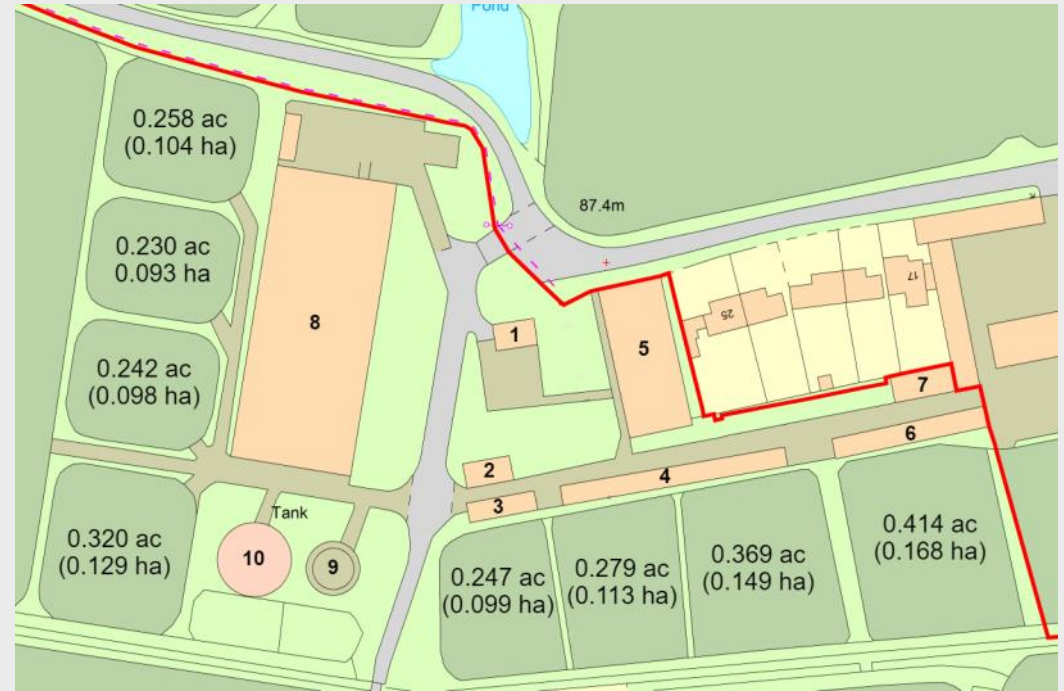 Pond
0.258 ac
(0.104 ha)
87.4m
0.230 ac
0.093 ha
17
25
8
1
5
0.242 ac
(0.098 ha)
7
6
2
4
3
Tank
0.320 ac
(0.129 ha)
10
9
0.247 ac
(0.099 ha)
0.279 ac
(0.113 ha)
0.369 ac
(0.149 ha)
0.414 ac
(0.168 ha)